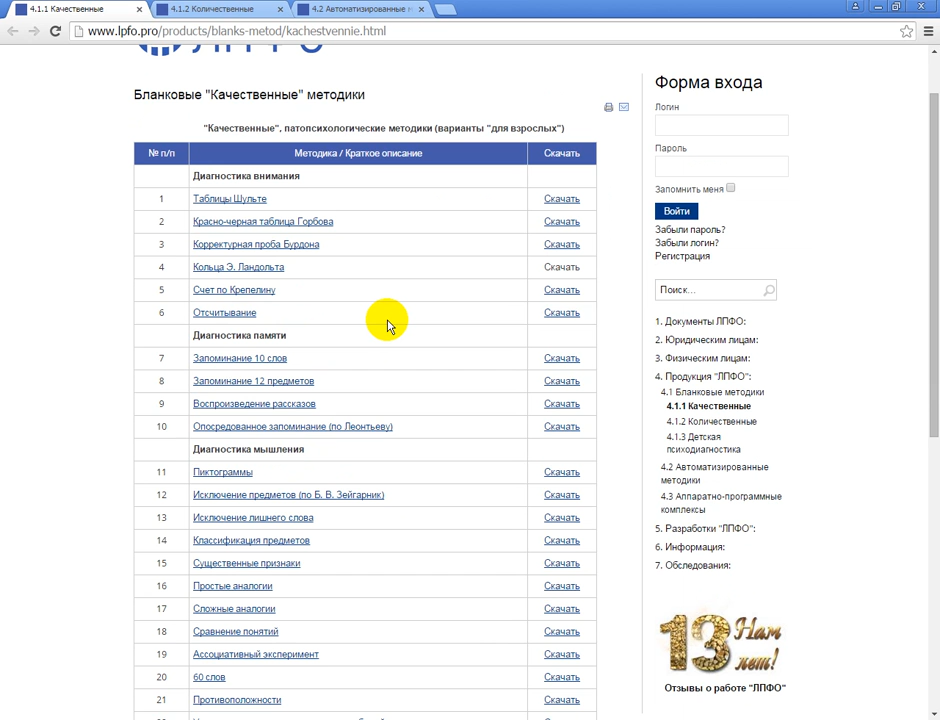 4.1.1 Качественные
4.1.2 Количественные
4.2 Автоматизированные м
www.lpfo.pro/products/blanks-metod/kachestvennie.html
ЛПФО
Бланковые "Качественные" методики
"Качественные", патопсихологические методики (варианты "для взрослых")
№ п/п Методика / Краткое описание Скачать
Диагностика внимания
1 Таблицы Шульте Скачать
2 Красно-черная таблица Горбова Скачать
3 Корректурная проба Бурдона Скачать
4 Кольца Э. Ландольта Скачать
5 Счет по Крепелину Скачать
6 Отсчитывание Скачать
Диагностика памяти
7 Запоминание 10 слов Скачать
8 Запоминание 12 предметов Скачать
9 Воспроизведение рассказов Скачать
10 Опосредованное запоминание (по Леонтьеву) Скачать
Диагностика мышления
11 Пиктограммы Скачать
12 Исключение предметов (по Б. В. Зейгарник) Скачать
13 Исключение лишнего слова Скачать
14 Классификация предметов Скачать
15 Существенные признаки Скачать
16 Простые аналогии Скачать
17 Сложные аналогии Скачать
18 Сравнение понятий Скачать
19 Ассоциативный эксперимент Скачать
20 60 слов Скачать
21 Противоположности Скачать
Форма входа
Логин
Пароль
Запомнить меня
Войти
Забыли пароль?
Забыли логин?
Регистрация
Поиск...
1. Документы ЛПФО:
2. Юридическим лицам:
3. Физическим лицам:
4. Продукция "ЛПФО":
4.1 Бланковые методики
4.1.1 Качественные
4.1.2 Количественные
4.1.3 Детская
психодиагностика
4.2 Автоматизированные
методики
4.3 Аппаратно-программные
комплексы
5. Разработки "ЛПФО":
6. Информация:
7. Обследования:
13 Нам
лет!
Отзывы о работе "ЛПФО"